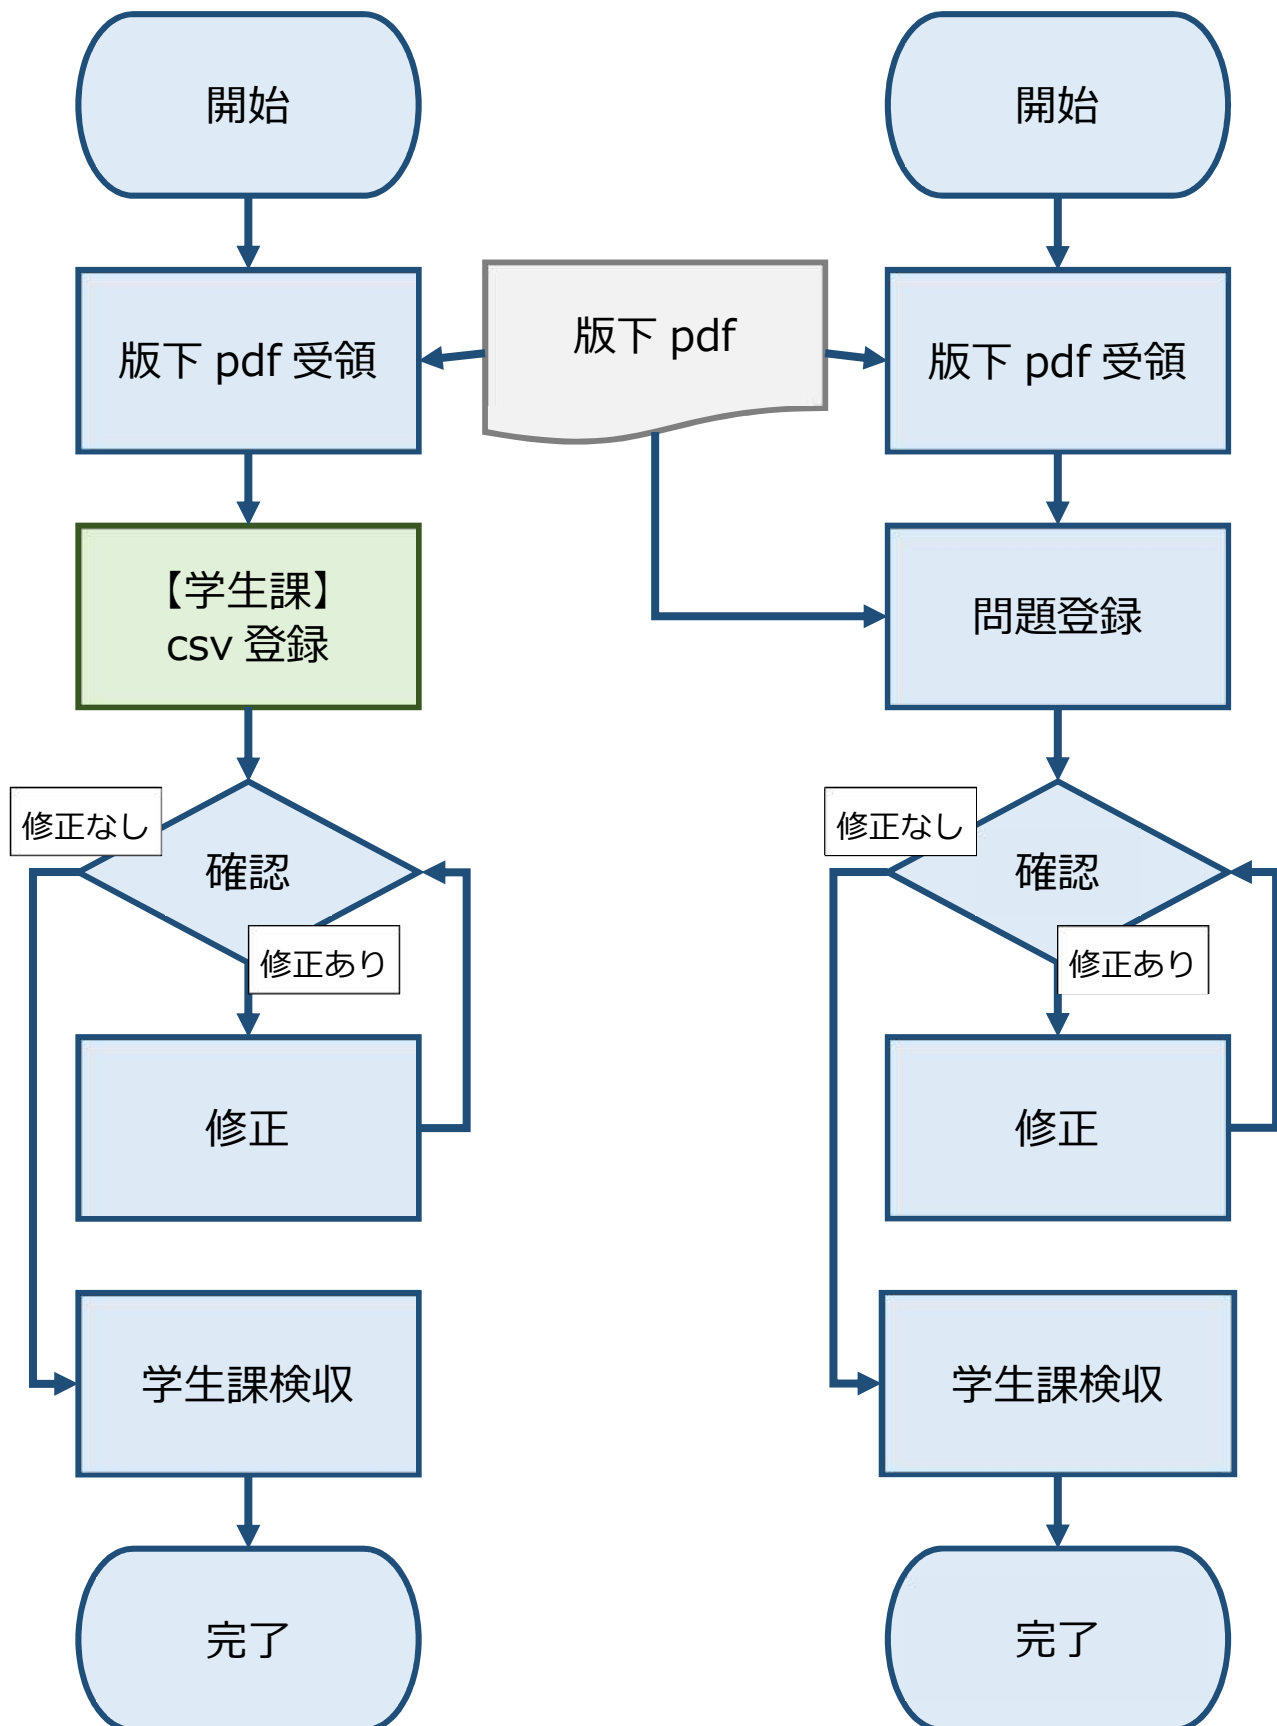 開始
開始
版下 pdf
版下 pdf 受領
版下 pdf 受領
【学生課】
csv 登録
問題登録
修正なし
確認
修正あり
修正なし
確認
修正あり
修正
修正
学生課検収
学生課検収
完了
完了